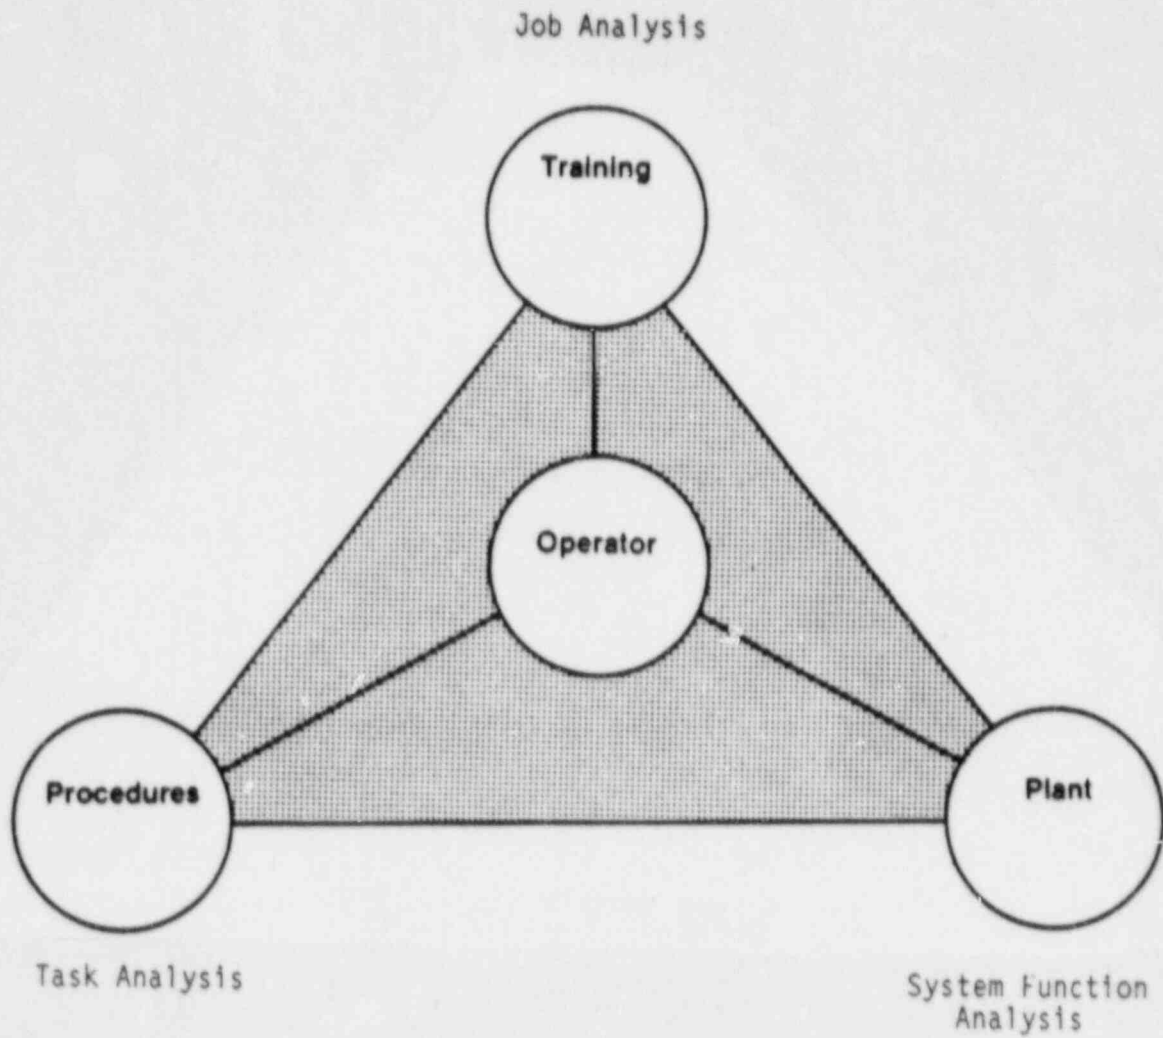 Job Analysis
Training
Operator
Procedures
Plant
Task Analysis
System Function
Analysis